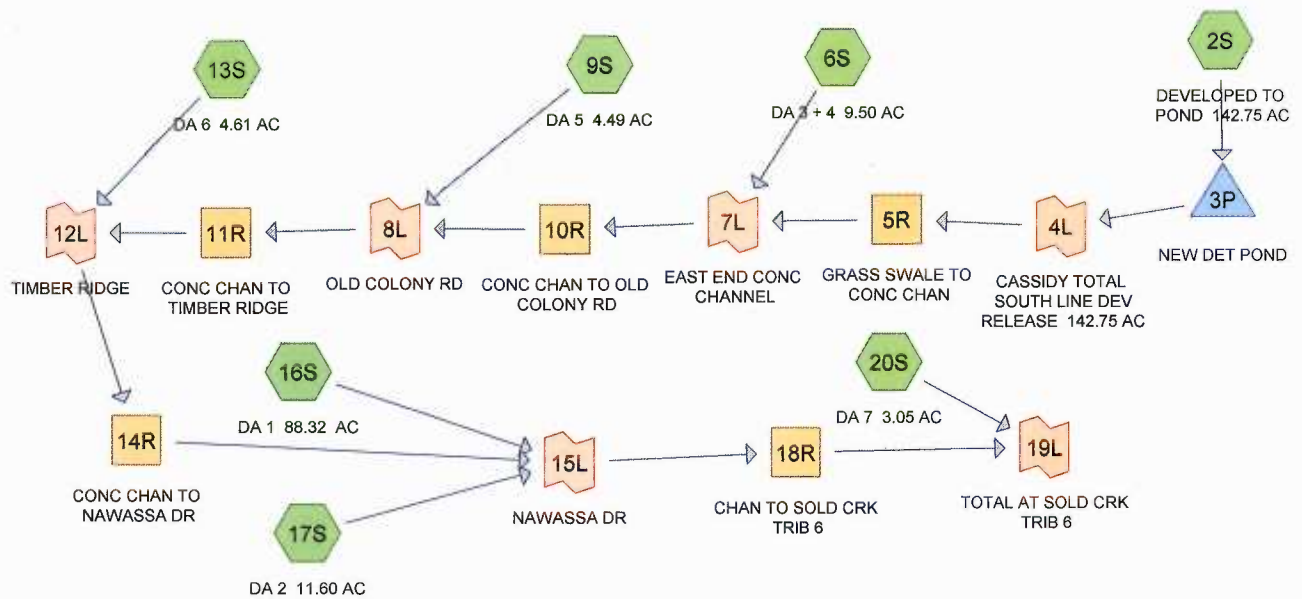 13S
DA 6 4.61 AC
9S
DA 5 4.49 AC
6S
DA 3 + 4 9.50 AC
2S
DEVELOPED TO
POND 142.75 AC
12L
TIMBER RIDGE
11R
CONC CHAN TO
TIMBER RIDGE
8L
OLD COLONY RD
10R
CONC CHAN TO OLD
COLONY RD
7L
EAST END CONC
CHANNEL
5R
GRASS SWALE TO
CONC CHAN
4L
CASSIDY TOTAL
SOUTH LINE DEV
RELEASE 142.75 AC
3P
NEW DET POND
14R
CONC CHAN TO
NAWASSA DR
16S
DA 1 88.32 AC
17S
DA 2 11.60 AC
15L
NAWASSA DR
18R
CHAN TO SOLD CRK
TRIB 6
20S
DA 7 3.05 AC
19L
TOTAL AT SOLD CRK
TRIB 6